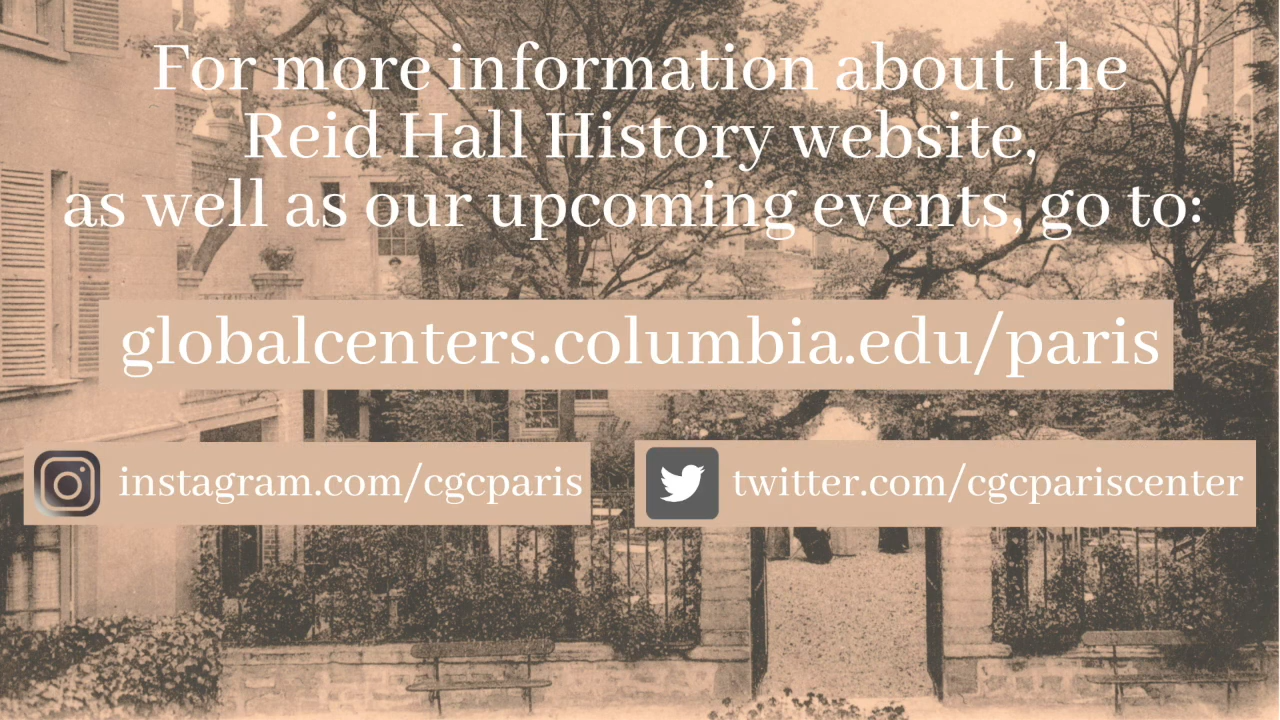 For more information about the
Reid Hall History website,
as well as our upcoming events, go to:
globalcenters.columbia.edu/paris
instagram.com/cgcparis
twitter.com/cgcpariscenter